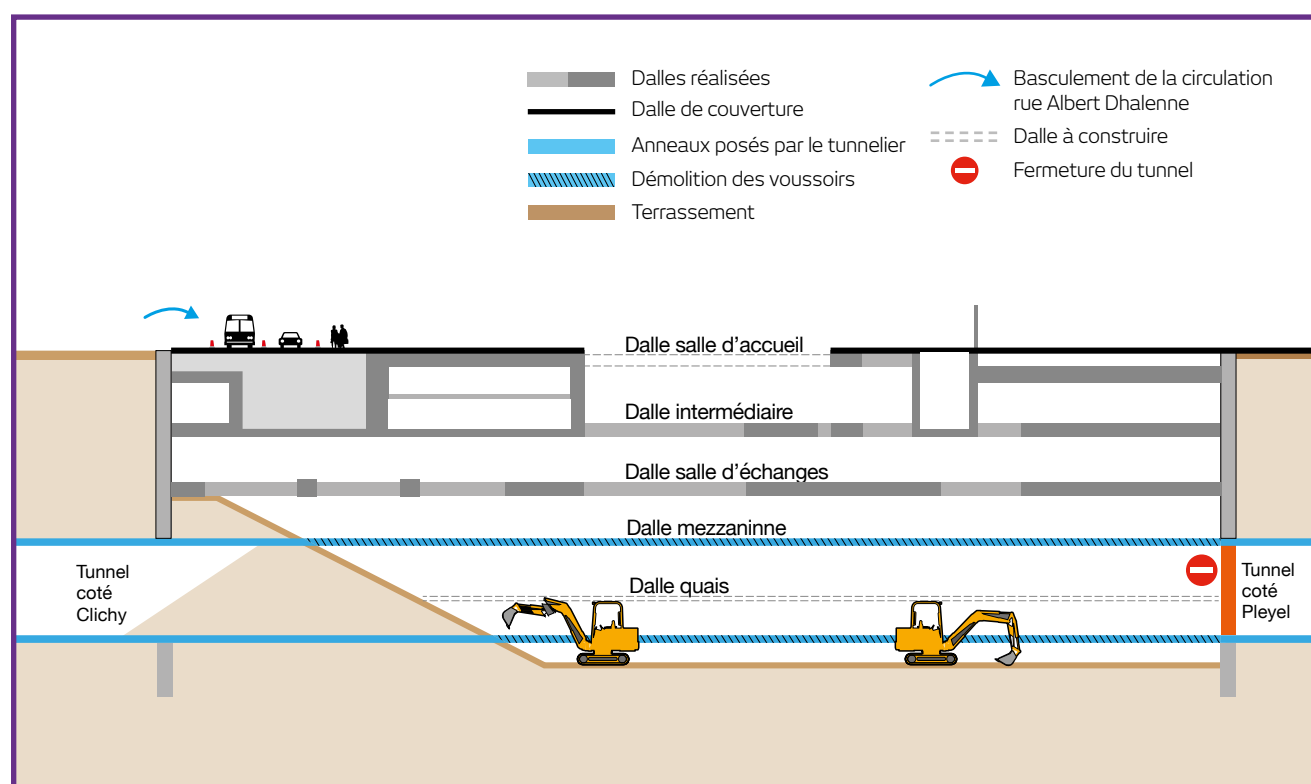 Dalles réalisées
Dalle de couverture
Anneaux posés par le tunnelier
Démolition des voussoirs
Terrassement
Basculement de la circulation
rue Albert Dhalenne
Dalle à construire
Fermeture du tunnel
Dalle salle d'accueil
Dalle intermédiaire
Dalle salle d'échanges
Dalle mezzaninne
Dalle quais
Tunnel
coté
Clichy
Tunnel
coté
Pleyel